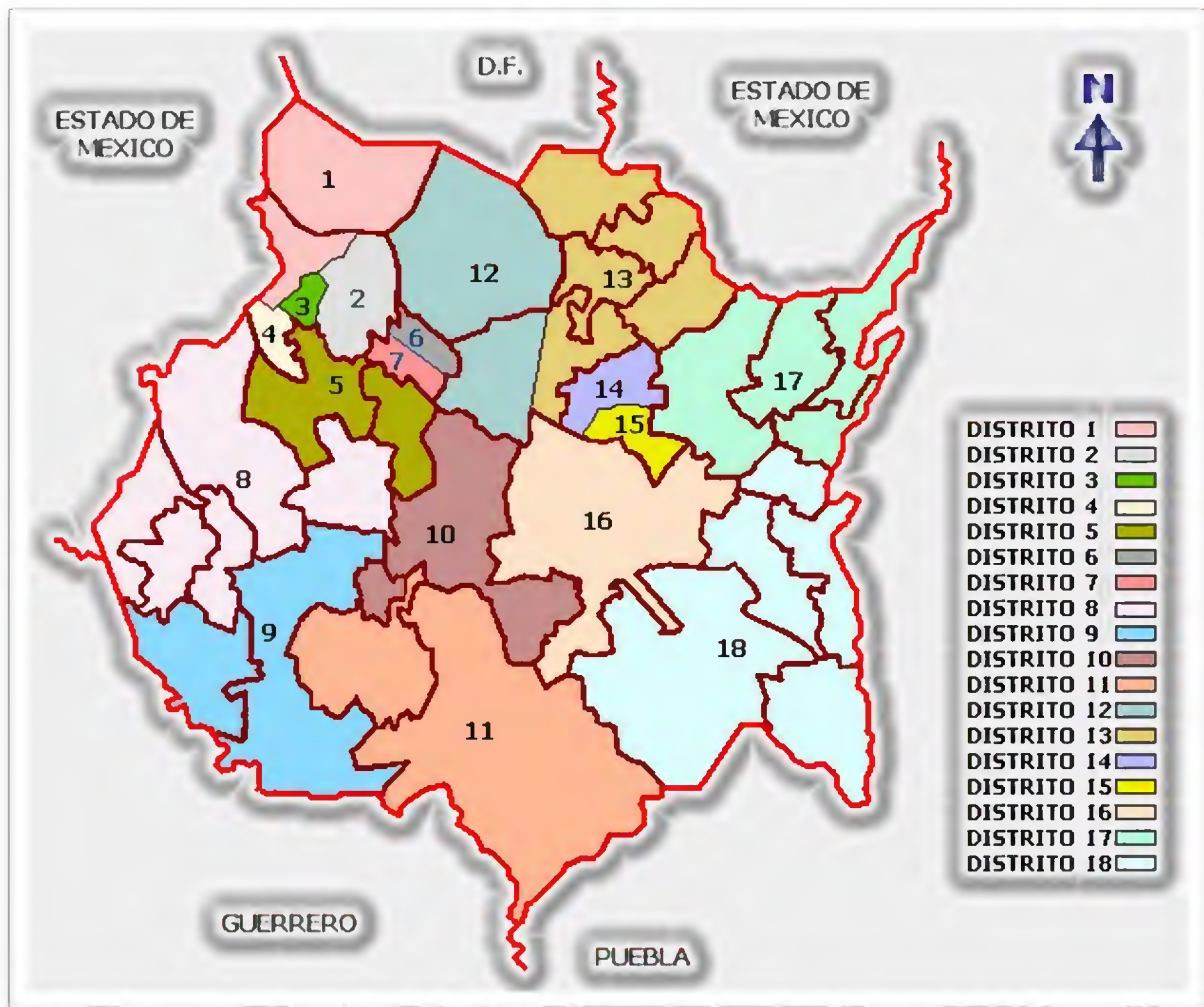 D.F.
ESTADO DE
MEXICO
ESTADO DE
MEXICO
N
1
12
13
2
3
4
6
7
5
14
17
15
8
16
10
9
18
11
DISTRITO 1
DISTRITO 2
DISTRITO 3
DISTRITO 4
DISTRITO 5
DISTRITO 6
DISTRITO 7
DISTRITO 8
DISTRITO 9
DISTRITO 10
DISTRITO 11
DISTRITO 12
DISTRITO 13
DISTRITO 14
DISTRITO 15
DISTRITO 16
DISTRITO 17
DISTRITO 18
GUERRERO
PUEBLA